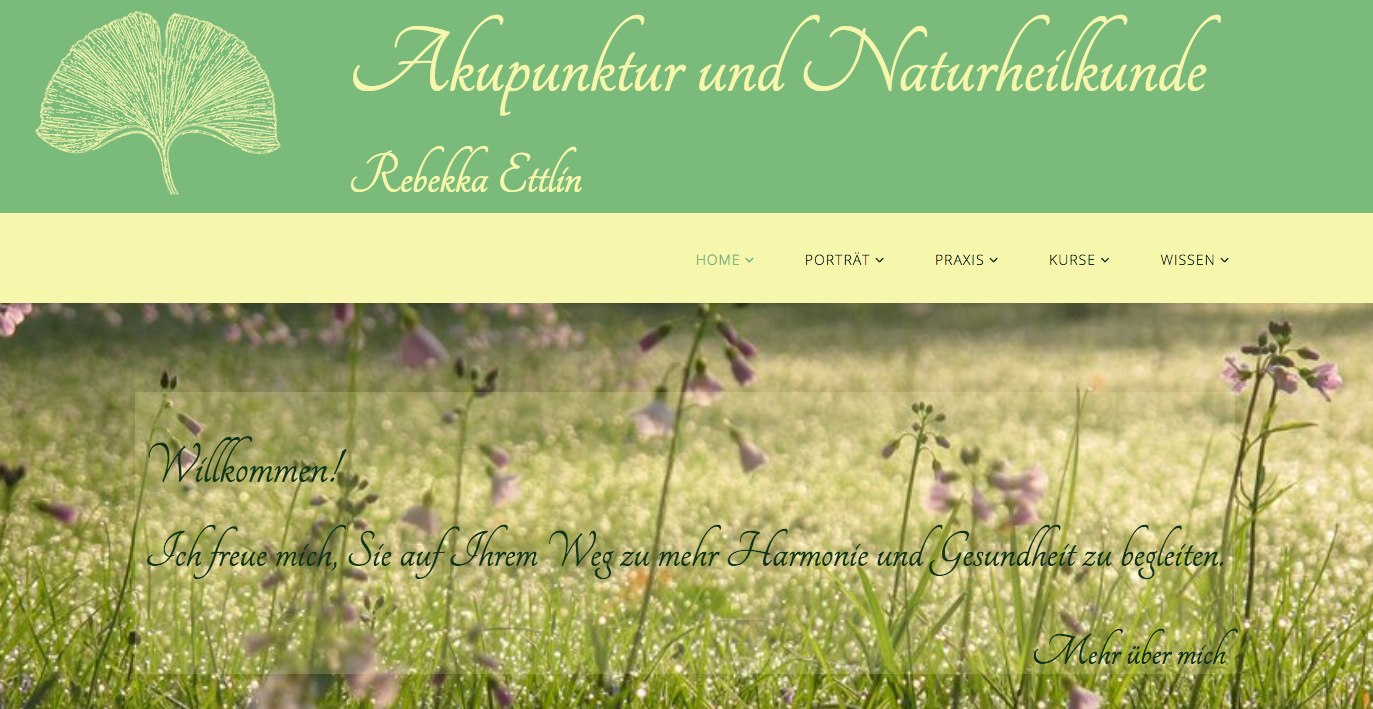 Akupunktur und Naturheilkunde
Rebekka Ettlin
HOME PORTRÄT PRAXIS KURSE WISSEN
Willkommen!
Ich freue mich, Sie auf Ihrem Weg zu mehr Harmonie und Gesundheit zu begleiten.
Mehr über mich